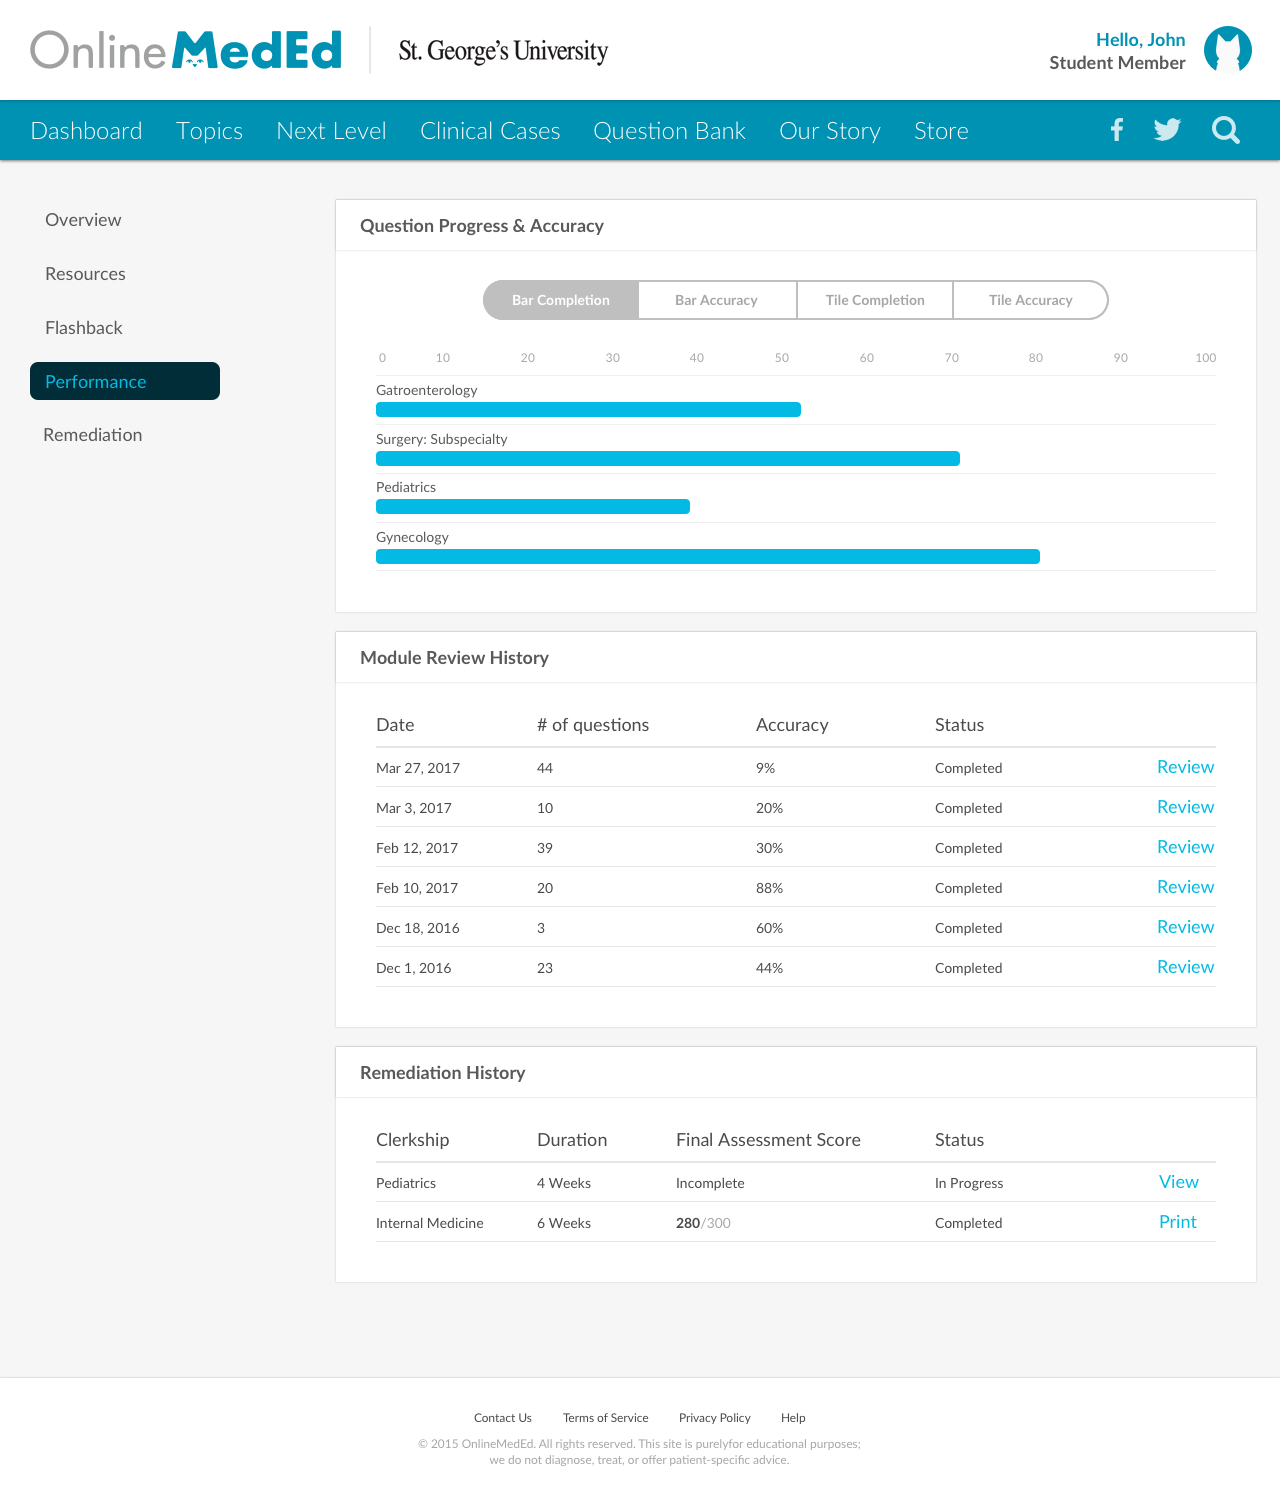 OnlineMedEd
St. George's University
Hello, John
Student Member
Dashboard Topics Next Level Clinical Cases Question Bank Our Story Store
Overview
Resources
Flashback
Performance
Remediation
Question Progress & Accuracy
Bar Completion Bar Accuracy Tile Completion Tile Accuracy
0 10 20 30 40 50 60 70 80 90 100
Gatroenterology
Surgery: Subspecialty
Pediatrics
Gynecology
Module Review History
Date # of questions Accuracy Status
Mar 27, 2017 44 9% Completed Review
Mar 3, 2017 10 20% Completed Review
Feb 12, 2017 39 30% Completed Review
Feb 10, 2017 20 88% Completed Review
Dec 18, 2016 3 60% Completed Review
Dec 1, 2016 23 44% Completed Review
Remediation History
Clerkship Duration Final Assessment Score Status
Pediatrics 4 Weeks Incomplete In Progress View
Internal Medicine 6 Weeks 280/300 Completed Print
Contact Us Terms of Service Privacy Policy Help
© 2015 OnlineMedEd. All rights reserved. This site is purelyfor educational purposes;
we do not diagnose, treat, or offer patient-specific advice.